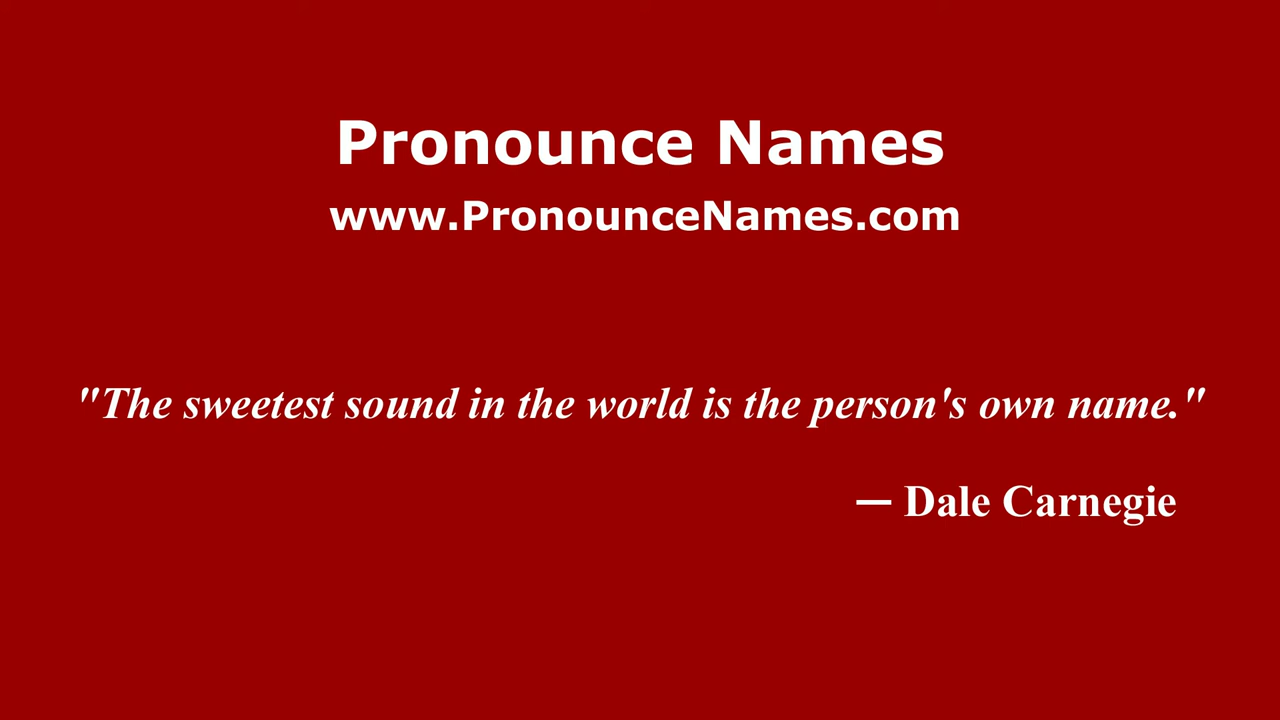 Pronounce Names
www.PronounceNames.com
"The sweetest sound in the world is the person's own name."
— Dale Carnegie